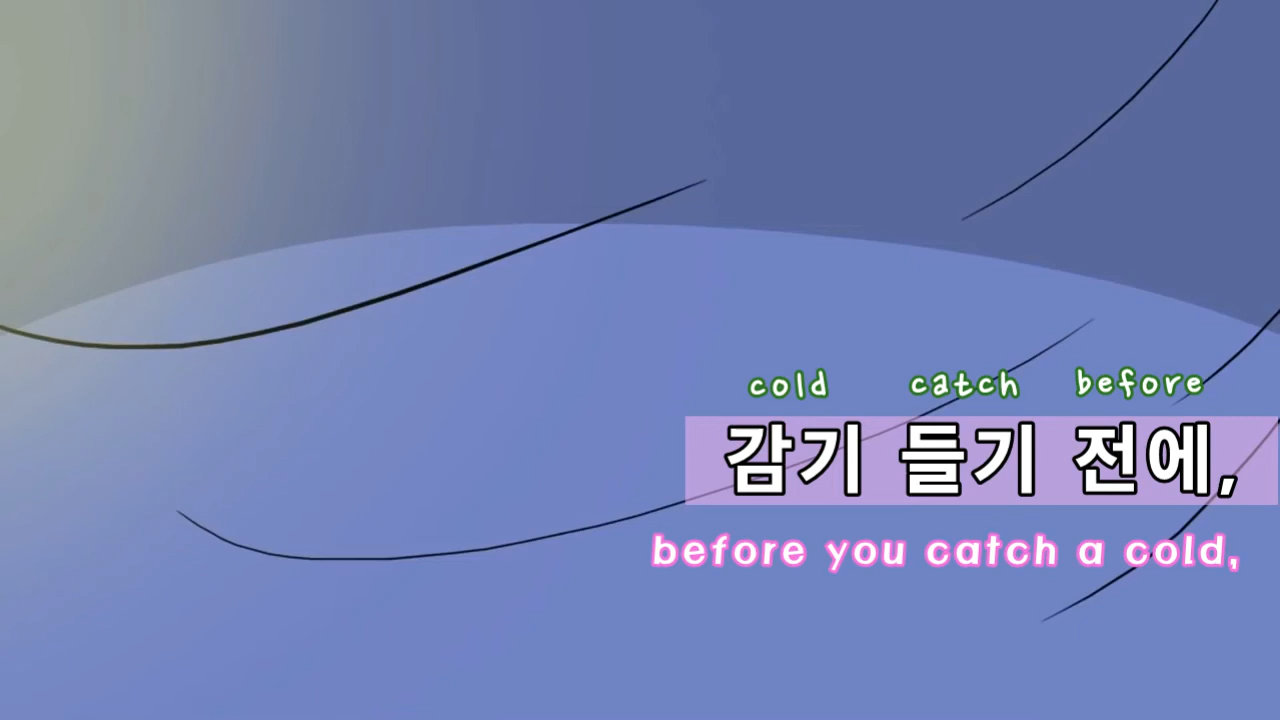 cold catch before
감기 들기 전에,
before you catch a cold,